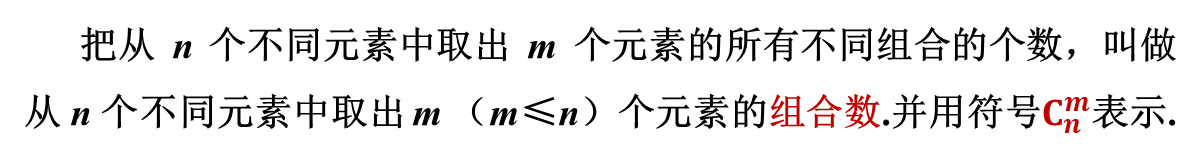 把从 n 个不同元素中取出 m 个元素的所有不同组合的个数，叫做
从 n 个不同元素中取出 m （m≤n）个元素的组合数.并用符号Cₙᵐ表示.